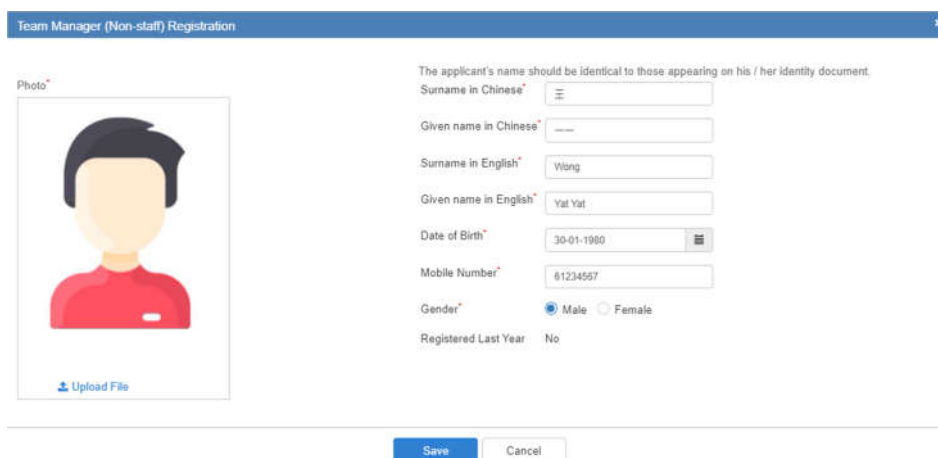 Team Manager (Non-staff) Registration
The applicant's name should be identical to those appearing on his / her identity document.
Photo*
Surname in Chinese* 王
Given name in Chinese* 一一
Surname in English* Wong
Given name in English* Yat Yat
Date of Birth* 30-01-1980
Mobile Number* 61234567
Gender* Male Female
Registered Last Year No
Upload File
Save Cancel